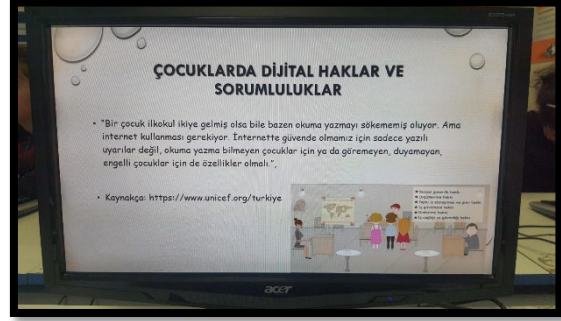 ÇOCUKLARDA DİJİTAL HAKLAR VE
SORUMLULUKLAR
• "Bir çocuk ilkokul ikiye gelmiş olsa bile bazen okuma yazmayı sökememiş oluyor. Ama
internet kullanması gerekiyor. İnternette güvende olmamız için sadece yazılı
uyarılar değil, okuma yazma bilmeyen çocuklar için ya da göremeyen, duyamayan,
engelli çocuklar için de özellikler olmalı.",
• Kaynakça: https://www.unicef.org/turkiye
acer